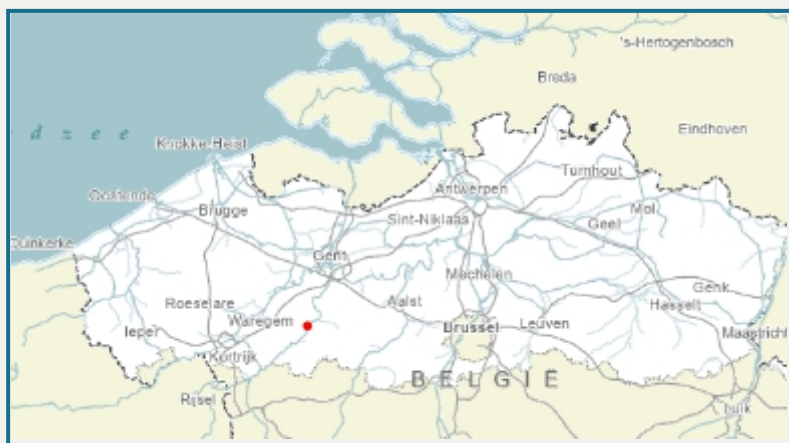 's-Hertogenbosch
Breda
Eindhoven
d z e e
Knokke-Heist
Turnhout
Antwerpen
Oostende
Brugge
Mol
Sint-Niklaas
Geel
Duinkerke
Gent
Mechelen
Genk
Aalst
Roeselare
Hasselt
Waregem
Brussel
Leuven
Ieper
Maastricht
Kortrijk
BELGIË
Rijsel
Luik